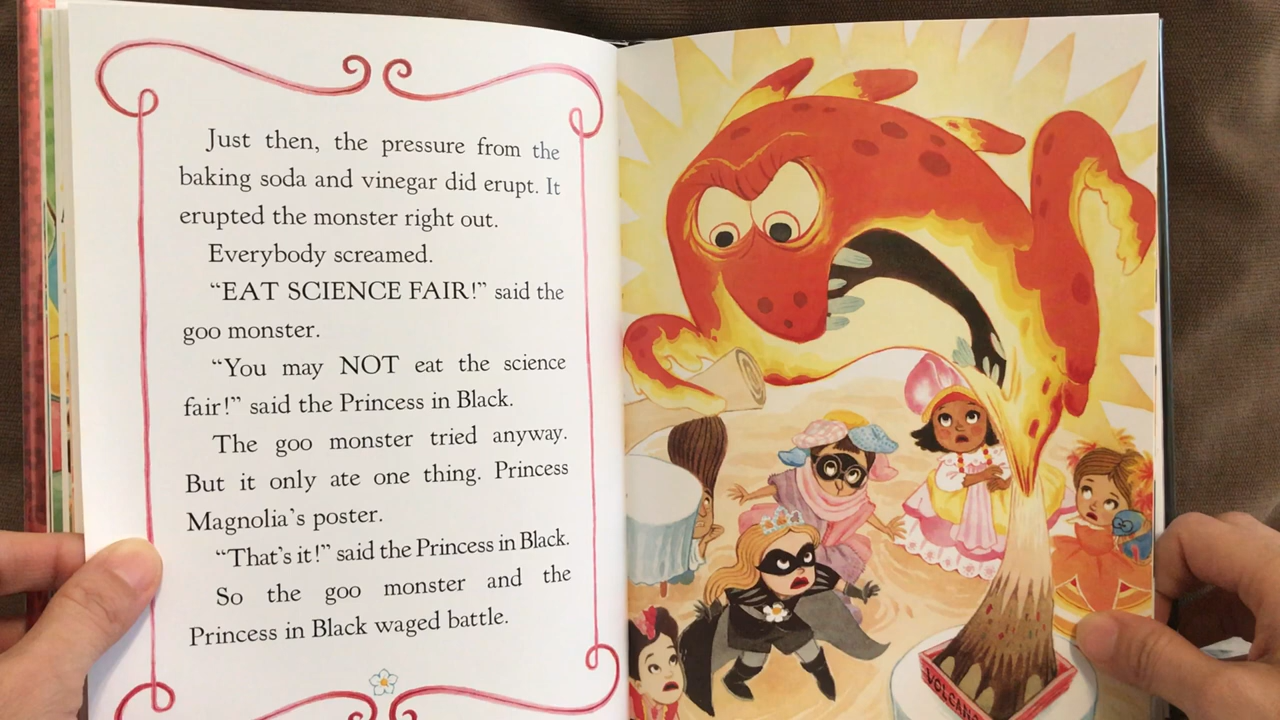 Just then, the pressure from the
baking soda and vinegar did erupt. It
erupted the monster right out.
Everybody screamed.
“EAT SCIENCE FAIR!” said the
goo monster.
“You may NOT eat the science
fair!” said the Princess in Black.
The goo monster tried anyway.
But it only ate one thing. Princess
Magnolia’s poster.
“That’s it!” said the Princess in Black.
So the goo monster and the
Princess in Black waged battle.
VOLCANO